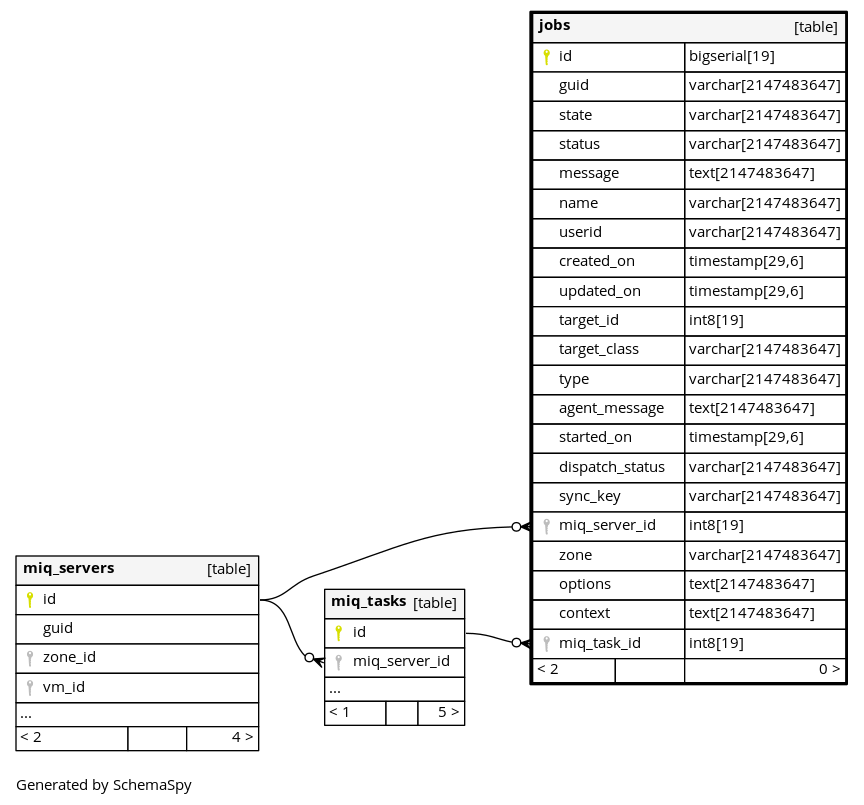 jobs [table]
id bigserial[19]
guid varchar[2147483647]
state varchar[2147483647]
status varchar[2147483647]
message text[2147483647]
name varchar[2147483647]
userid varchar[2147483647]
created_on timestamp[29,6]
updated_on timestamp[29,6]
target_id int8[19]
target_class varchar[2147483647]
type varchar[2147483647]
agent_message text[2147483647]
started_on timestamp[29,6]
dispatch_status varchar[2147483647]
sync_key varchar[2147483647]
miq_server_id int8[19]
zone varchar[2147483647]
options text[2147483647]
context text[2147483647]
miq_task_id int8[19]
< 2 0 >
miq_servers [table]
id
guid
zone_id
vm_id
...
< 2 4 >
miq_tasks [table]
id
miq_server_id
...
< 1 5 >
Generated by SchemaSpy